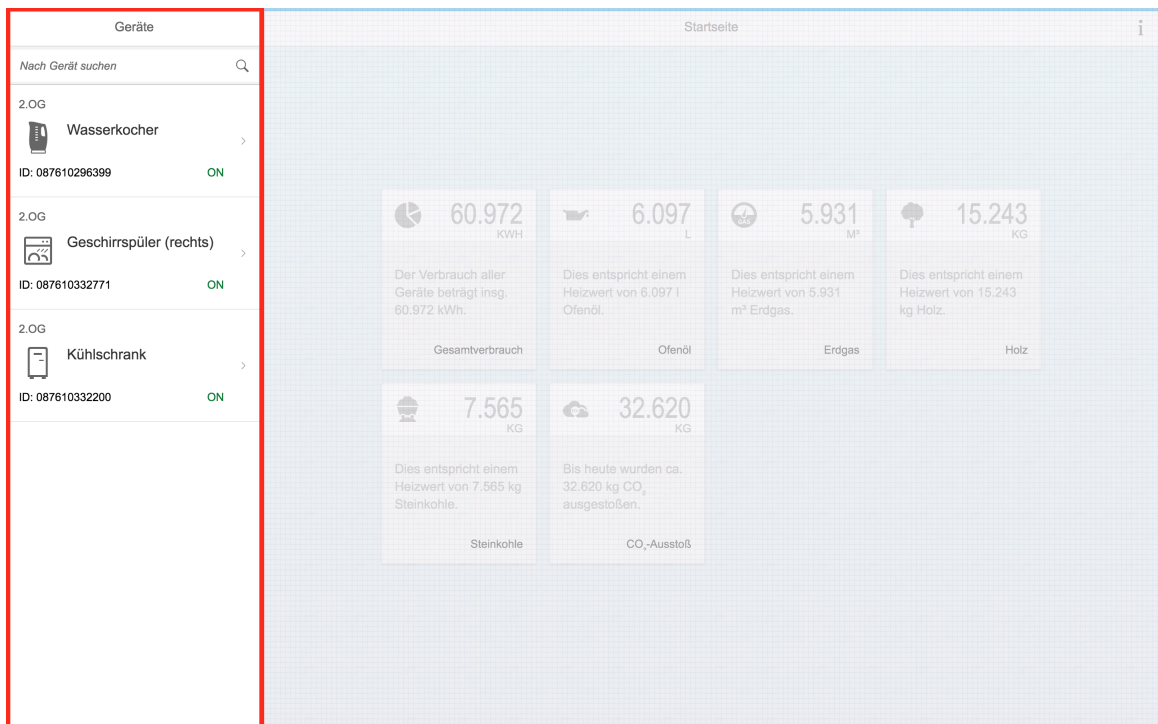 Geräte
Nach Gerät suchen
2.OG
Wasserkocher
ID: 087610296399 ON
2.OG
Geschirrspüler (rechts)
ID: 087610332771 ON
2.OG
Kühlschrank
ID: 087610332200 ON
Startseite
i
60.972
KWH
Der Verbrauch aller
Geräte beträgt insg.
60.972 kWh.
Gesamtverbrauch
6.097
L
Dies entspricht einem
Heizwert von 6.097 l
Ofenöl.
Ofenöl
5.931
M³
Dies entspricht einem
Heizwert von 5.931
m³ Erdgas.
Erdgas
15.243
KG
Dies entspricht einem
Heizwert von 15.243
kg Holz.
Holz
7.565
KG
Dies entspricht einem
Heizwert von 7.565 kg
Steinkohle.
Steinkohle
32.620
KG
Bis heute wurden ca.
32.620 kg CO₂
ausgestoßen.
CO₂-Ausstoß